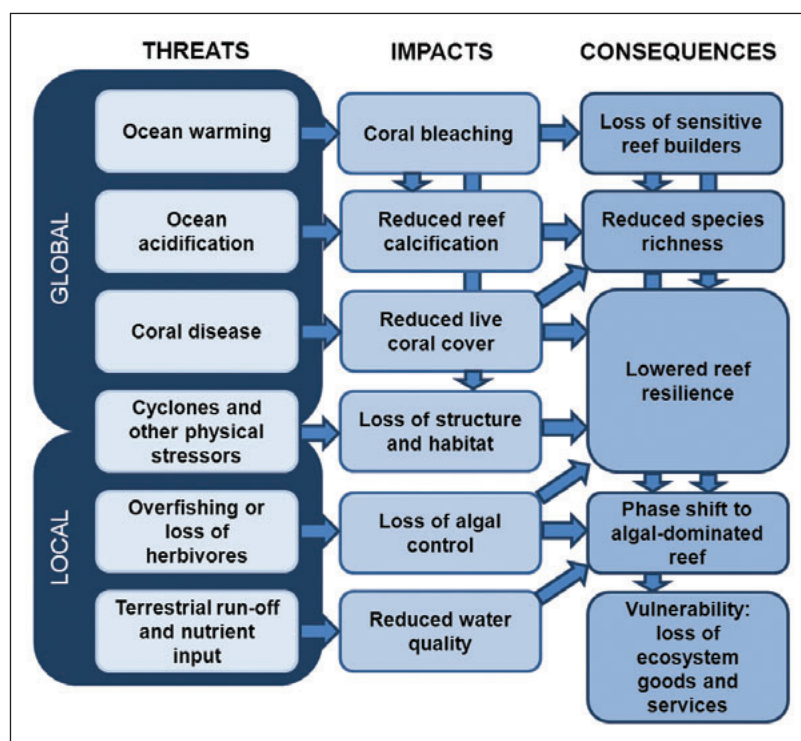 THREATS
IMPACTS
CONSEQUENCES
GLOBAL
Ocean warming
Coral bleaching
Loss of sensitive
reef builders
Ocean
acidification
Reduced reef
calcification
Reduced species
richness
Coral disease
Reduced live
coral cover
Lowered reef
resilience
Cyclones and
other physical
stressors
Loss of structure
and habitat
LOCAL
Overfishing or
loss of
herbivores
Loss of algal
control
Phase shift to
algal-dominated
reef
Terrestrial run-off
and nutrient
input
Reduced water
quality
Vulnerability:
loss of
ecosystem
goods and
services